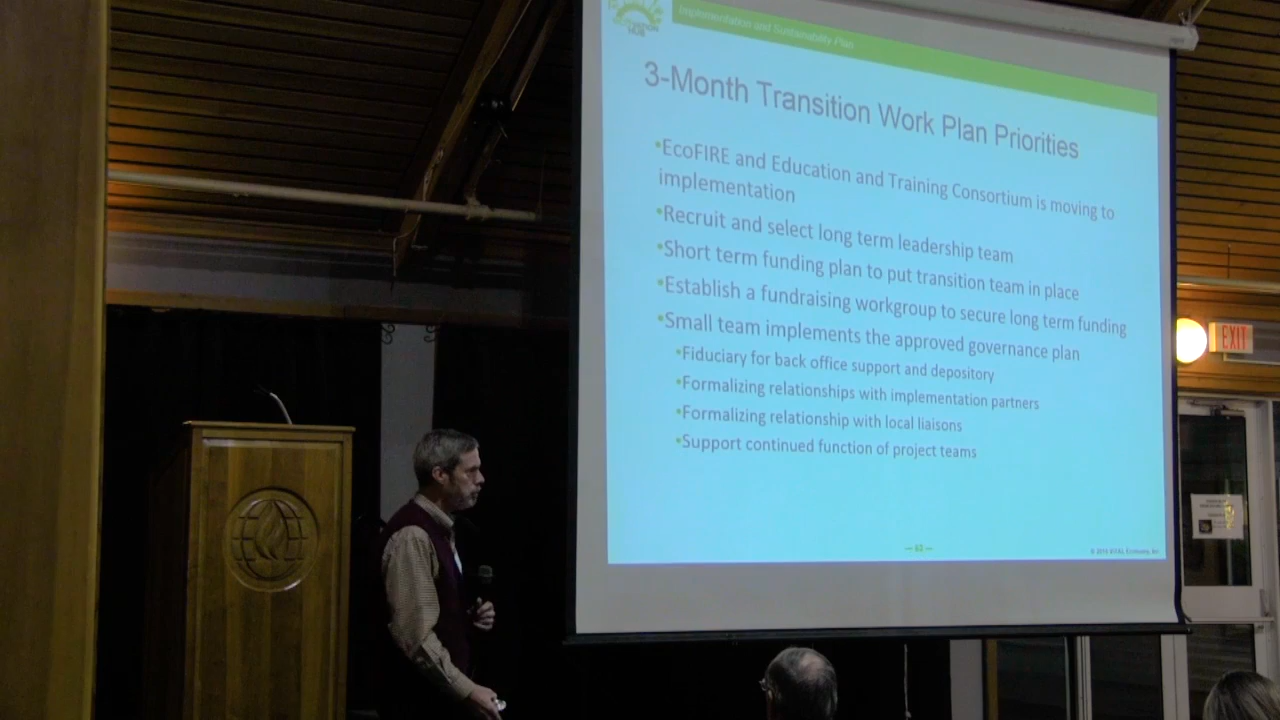 Implementation and Sustainability Plan
3-Month Transition Work Plan Priorities
•EcoFIRE and Education and Training Consortium is moving to
implementation
•Recruit and select long term leadership team
•Short term funding plan to put transition team in place
•Establish a fundraising workgroup to secure long term funding
•Small team implements the approved governance plan
•Fiduciary for back office support and depository
•Formalizing relationships with implementation partners
•Formalizing relationship with local liaisons
•Support continued function of project teams
EXIT